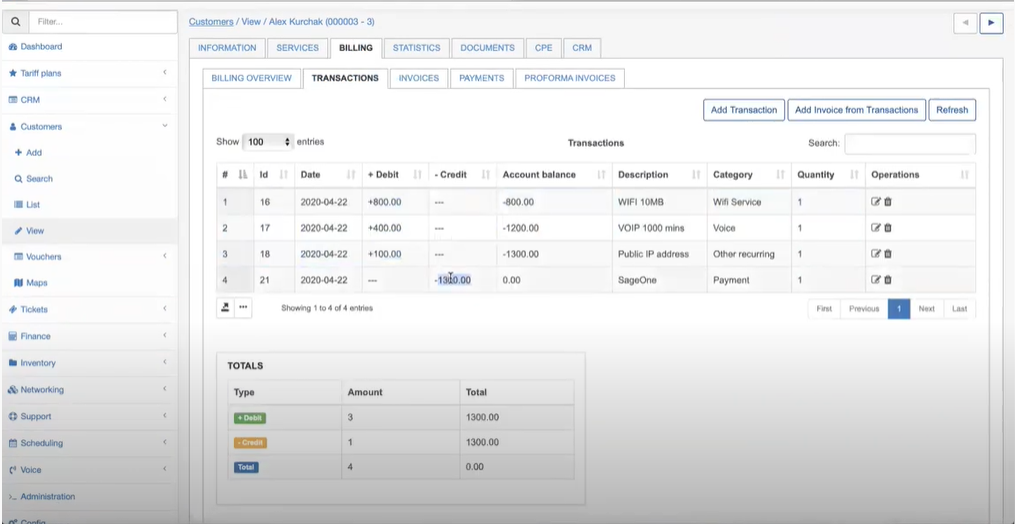 Filter...
Customers / View / Alex Kurchak (000003 - 3)
Dashboard
Tariff plans
CRM
Customers
Add
Search
List
View
Vouchers
Maps
Tickets
Finance
Inventory
Networking
Support
Scheduling
Voice
Administration
Config
INFORMATION SERVICES BILLING STATISTICS DOCUMENTS CPE CRM
BILLING OVERVIEW TRANSACTIONS INVOICES PAYMENTS PROFORMA INVOICES
Add Transaction Add Invoice from Transactions Refresh
Show 100 entries Transactions Search:
# Id Date + Debit - Credit Account balance Description Category Quantity Operations
1 16 2020-04-22 +800.00 --- -800.00 WIFI 10MB Wifi Service 1
2 17 2020-04-22 +400.00 --- -1200.00 VOIP 1000 mins Voice 1
3 18 2020-04-22 +100.00 --- -1300.00 Public IP address Other recurring 1
4 21 2020-04-22 --- -1300.00 0.00 SageOne Payment 1
Showing 1 to 4 of 4 entries First Previous 1 Next Last
TOTALS
Type Amount Total
+ Debit 3 1300.00
- Credit 1 1300.00
Total 4 0.00